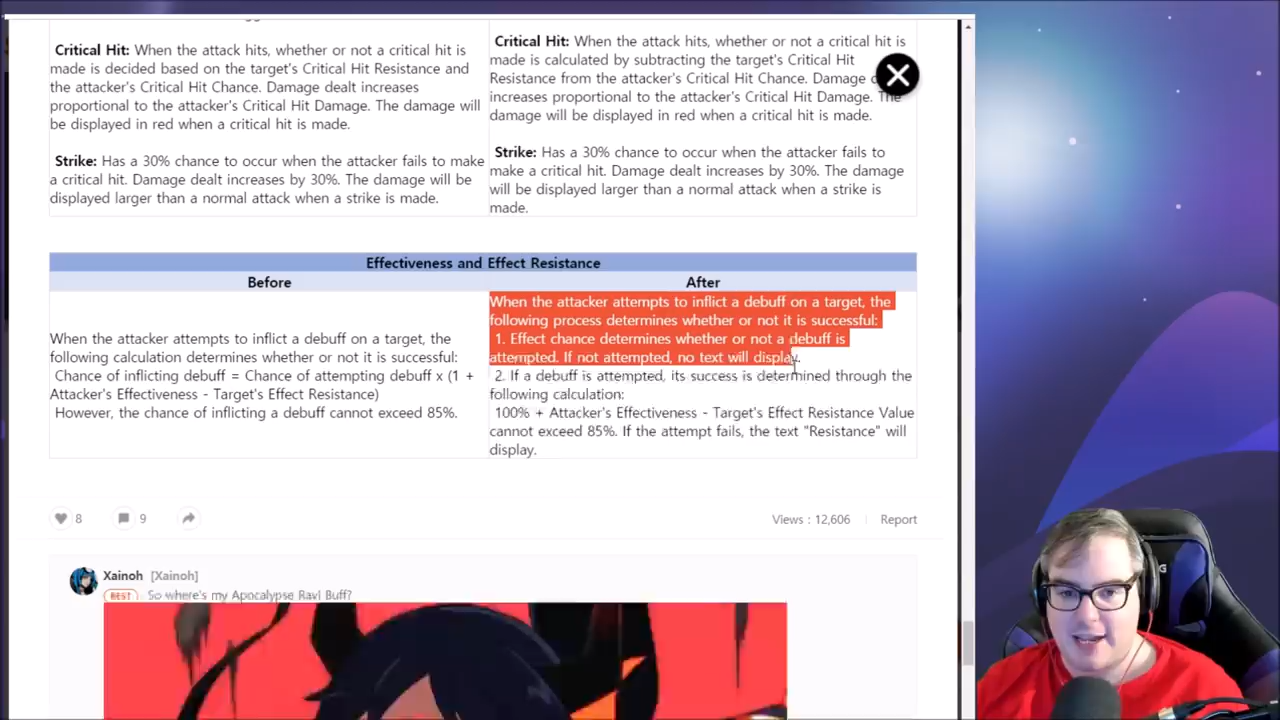 Critical Hit: When the attack hits, whether or not a critical hit is
made is decided based on the target's Critical Hit Resistance and
the attacker's Critical Hit Chance. Damage dealt increases
proportional to the attacker's Critical Hit Damage. The damage will
be displayed in red when a critical hit is made.
Strike: Has a 30% chance to occur when the attacker fails to make
a critical hit. Damage dealt increases by 30%. The damage will be
displayed larger than a normal attack when a strike is made.
Critical Hit: When the attack hits, whether or not a critical hit is
made is calculated by subtracting the target's Critical Hit
Resistance from the attacker's Critical Hit Chance. Damage
increases proportional to the attacker's Critical Hit Damage. The
damage will be displayed in red when a critical hit is made.
Strike: Has a 30% chance to occur when the attacker fails to
make a critical hit. Damage dealt increases by 30%. The damage
will be displayed larger than a normal attack when a strike is
made.
Effectiveness and Effect Resistance
Before
After
When the attacker attempts to inflict a debuff on a target, the
following calculation determines whether or not it is successful:
Chance of inflicting debuff = Chance of attempting debuff x (1 +
Attacker's Effectiveness - Target's Effect Resistance)
However, the chance of inflicting a debuff cannot exceed 85%.
When the attacker attempts to inflict a debuff on a target, the
following process determines whether or not it is successful:
1. Effect chance determines whether or not a debuff is
attempted. If not attempted, no text will display.
2. If a debuff is attempted, its success is determined through the
following calculation:
100% + Attacker's Effectiveness - Target's Effect Resistance Value
cannot exceed 85%. If the attempt fails, the text "Resistance" will
display.
8
9
Views : 12,606
Report
Xainoh [Xainoh]
BEST So where's my Apocalypse Ravi Buff?
G